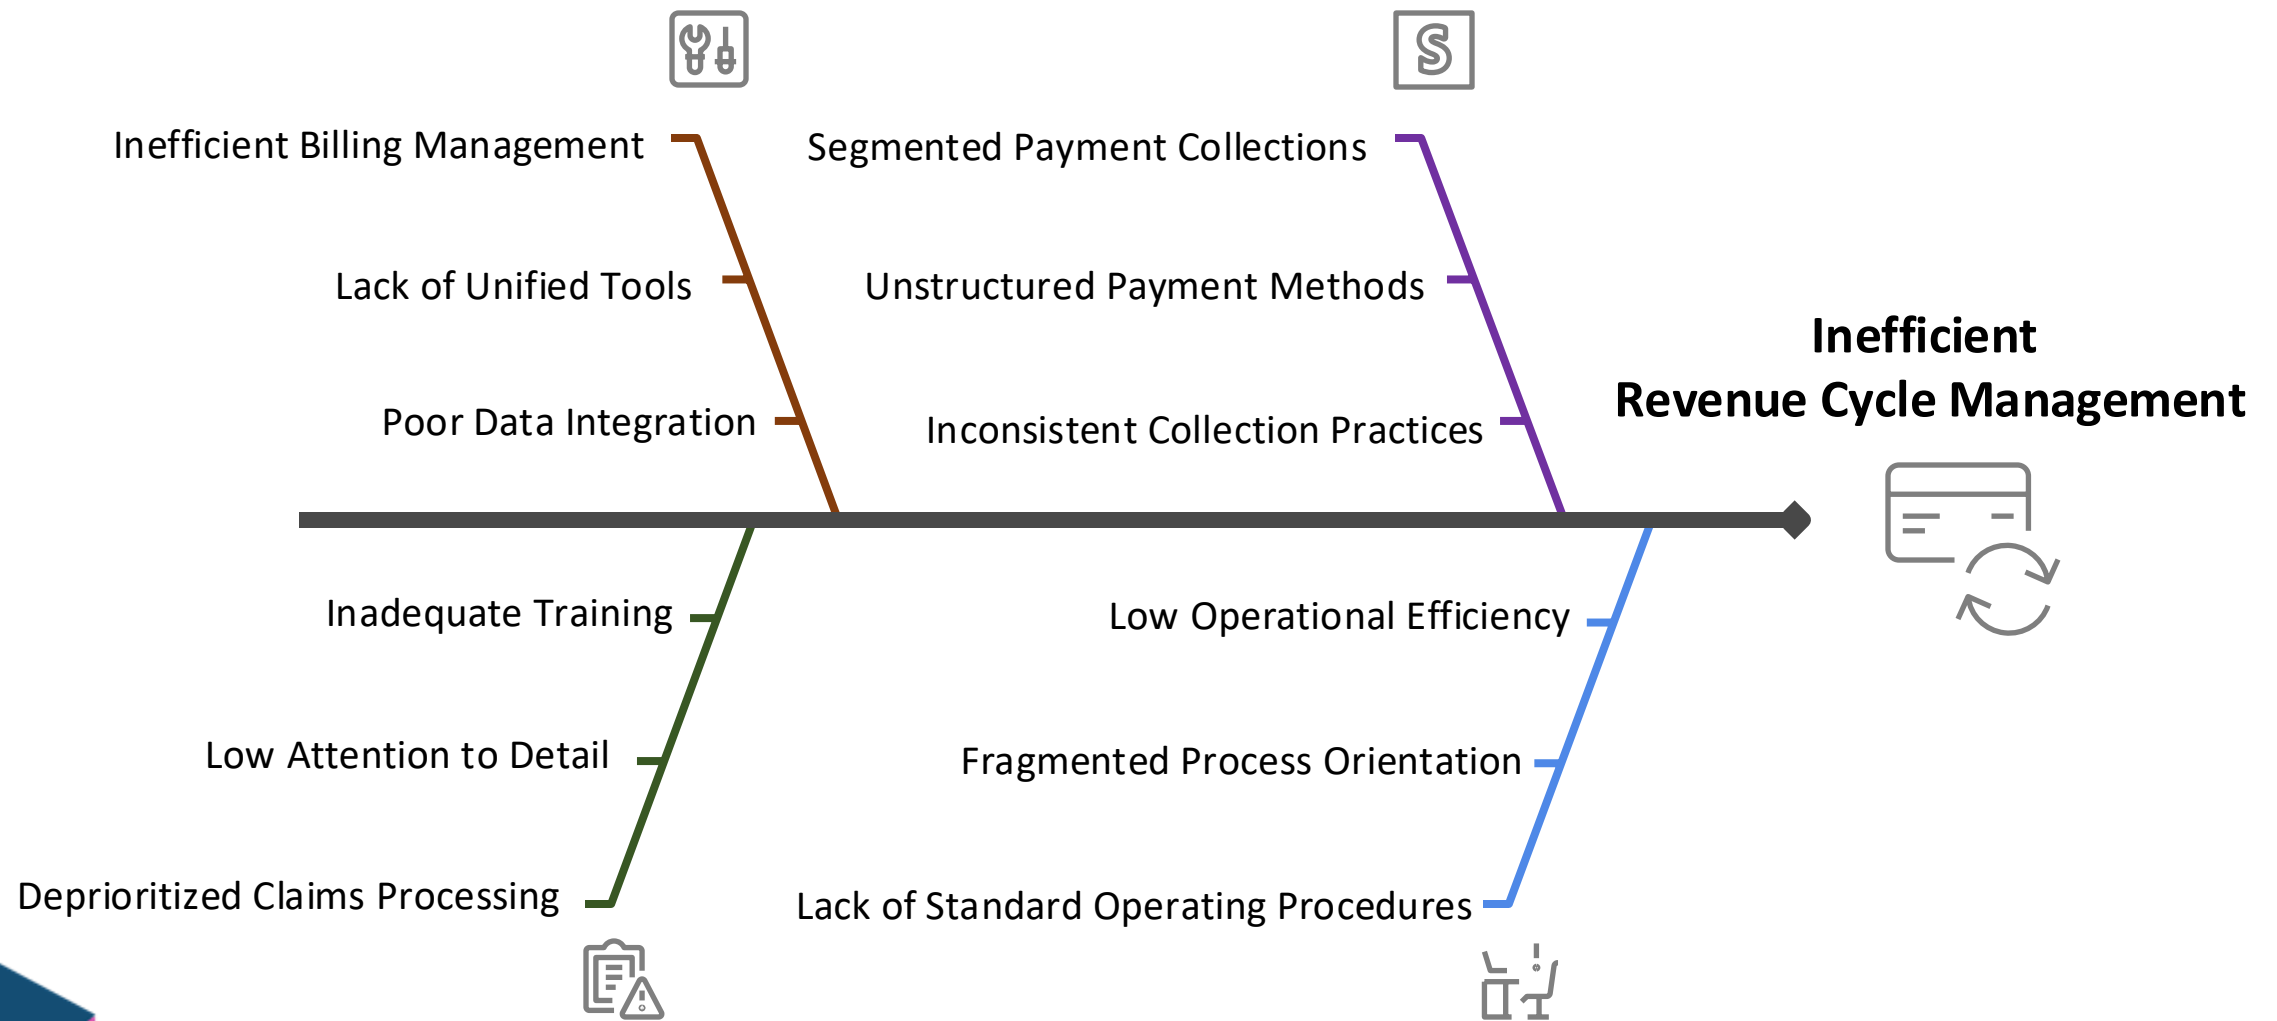 S
Inefficient Billing Management
Segmented Payment Collections
Lack of Unified Tools
Unstructured Payment Methods
Poor Data Integration
Inconsistent Collection Practices
Inefficient
Revenue Cycle Management
Inadequate Training
Low Operational Efficiency
Low Attention to Detail
Fragmented Process Orientation
Deprioritized Claims Processing
Lack of Standard Operating Procedures